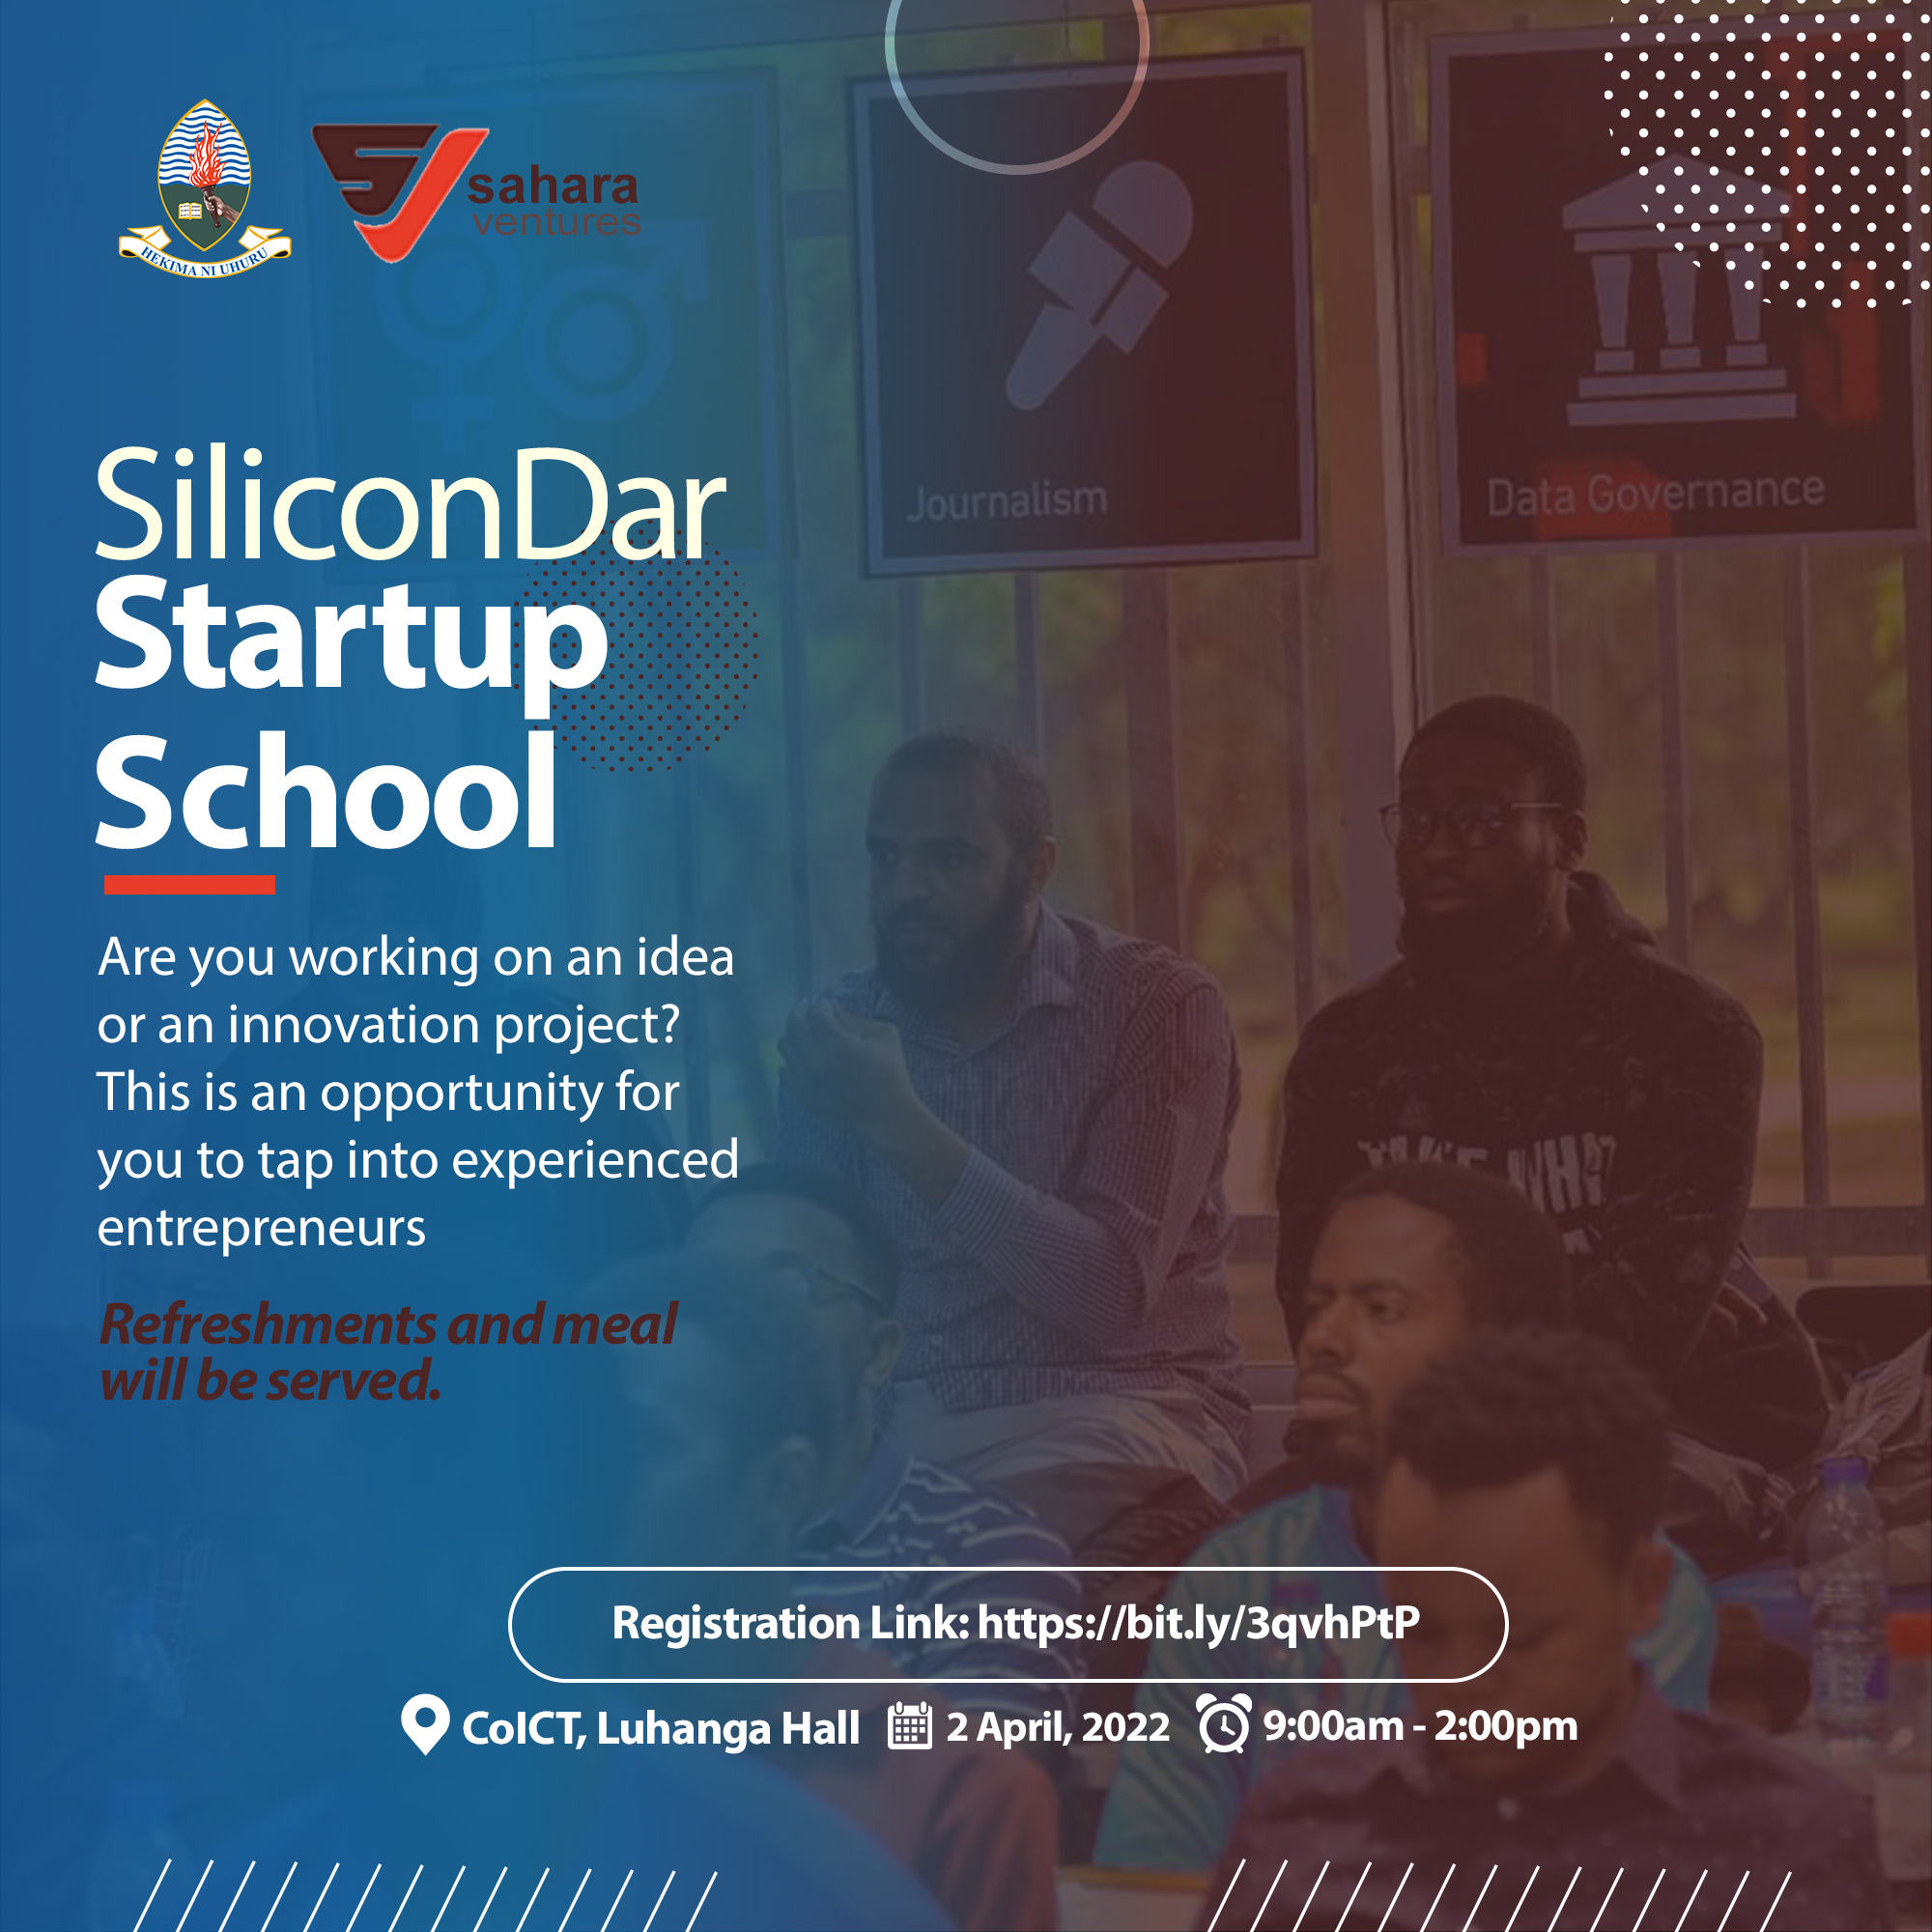 HEKIMA NI UHURU
sahara
ventures
Journalism
Data Governance
SiliconDar
Startup
School
Are you working on an idea
or an innovation project?
This is an opportunity for
you to tap into experienced
entrepreneurs
Refreshments and meal
will be served.
Registration Link: https://bit.ly/3qvhPtP
CoICT, Luhanga Hall
2 April, 2022
9:00am - 2:00pm